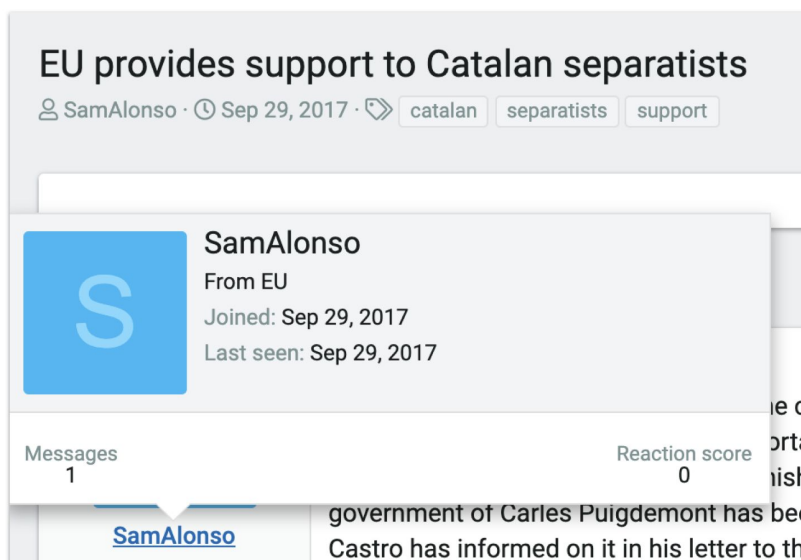 EU provides support to Catalan separatists
SamAlonso · Sep 29, 2017 · catalan separatists support
S
SamAlonso
From EU
Joined: Sep 29, 2017
Last seen: Sep 29, 2017
Messages
1
Reaction score
0
SamAlonso
government of Carles Puigdemont has
Castro has informed on it in his letter to